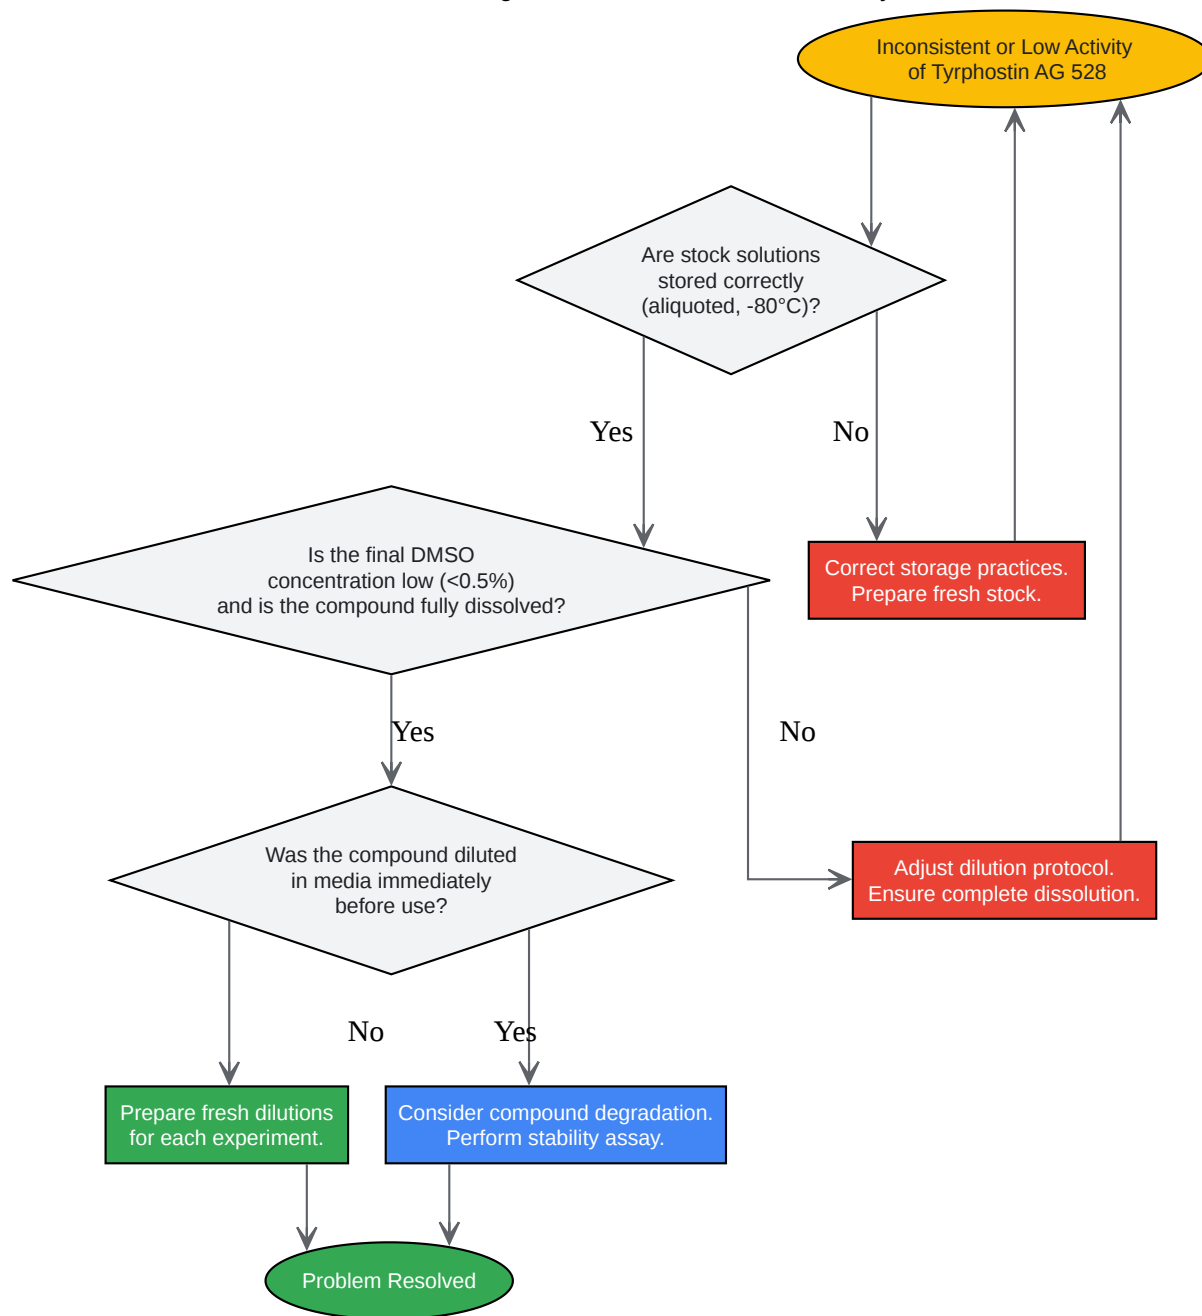 Inconsistent or Low Activity
of Tyrphostin AG 528
Are stock solutions
stored correctly
(aliquoted, -80°C)?
Yes
No
Is the final DMSO
concentration low (<0.5%)
and is the compound fully dissolved?
Correct storage practices.
Prepare fresh stock.
Yes
No
Was the compound diluted
in media immediately
before use?
Adjust dilution protocol.
Ensure complete dissolution.
No
Yes
Prepare fresh dilutions
for each experiment.
Consider compound degradation.
Perform stability assay.
Problem Resolved